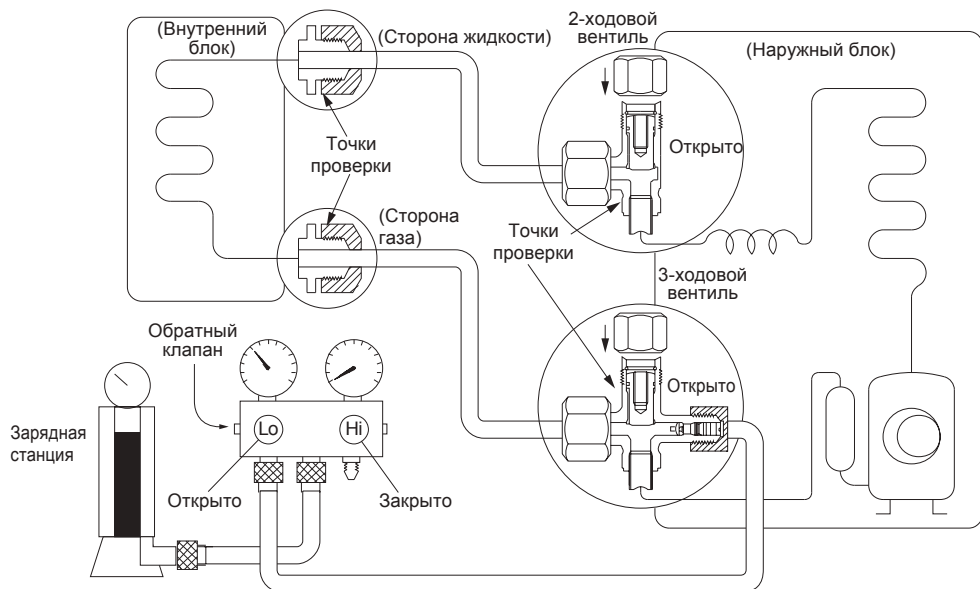 (Внутренний
блок)
(Сторона жидкости)
2-ходовой
вентиль
(Наружный блок)
Открыто
Точки
проверки
(Сторона
газа)
Точки
проверки
3-ходовой
вентиль
Обратный
клапан
Открыто
Зарядная
станция
Lo
Hi
Открыто
Закрыто